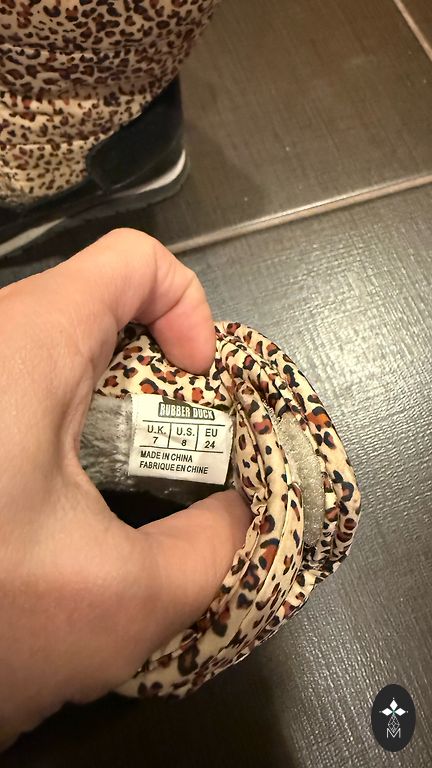 RUBBER DUCK
U.K. U.S. EU
7 8 24
MADE IN CHINA
FABRIQUE EN CHINE
M